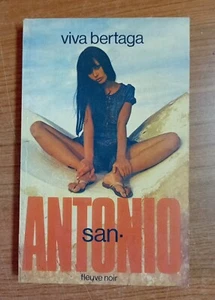 viva bertaga
san-
ANTONIO
fleuve noir